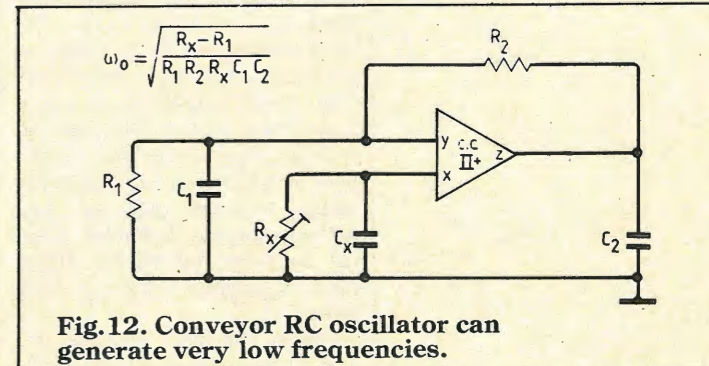 ω₀ = √((Rx − R1) / (R1 R2 Rx C1 C2))
R2
y C.C z
II+
x
R1
C1
Rx
Cx
C2
Fig.12. Conveyor RC oscillator can
generate very low frequencies.